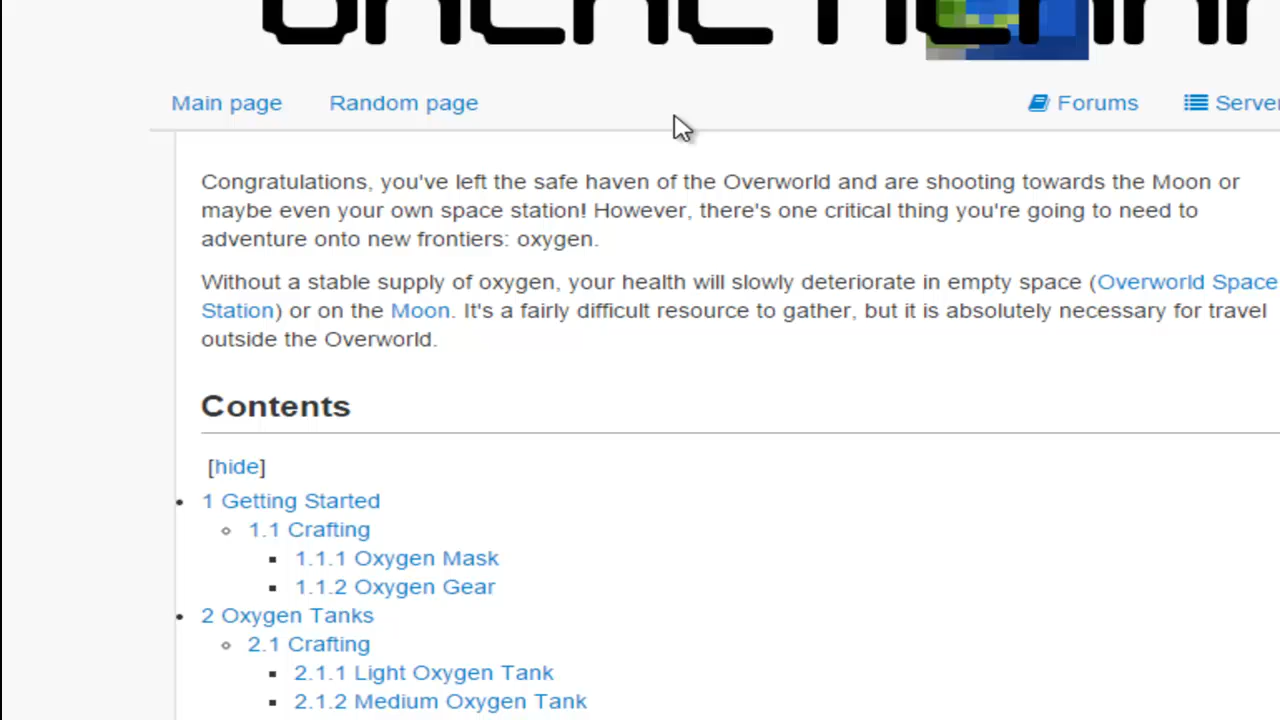 Main page Random page Forums
Congratulations, you've left the safe haven of the Overworld and are shooting towards the Moon or
maybe even your own space station! However, there's one critical thing you're going to need to
adventure onto new frontiers: oxygen.
Without a stable supply of oxygen, your health will slowly deteriorate in empty space (Overworld Space
Station) or on the Moon. It's a fairly difficult resource to gather, but it is absolutely necessary for travel
outside the Overworld.
Contents
[hide]
1 Getting Started
1.1 Crafting
1.1.1 Oxygen Mask
1.1.2 Oxygen Gear
2 Oxygen Tanks
2.1 Crafting
2.1.1 Light Oxygen Tank
2.1.2 Medium Oxygen Tank